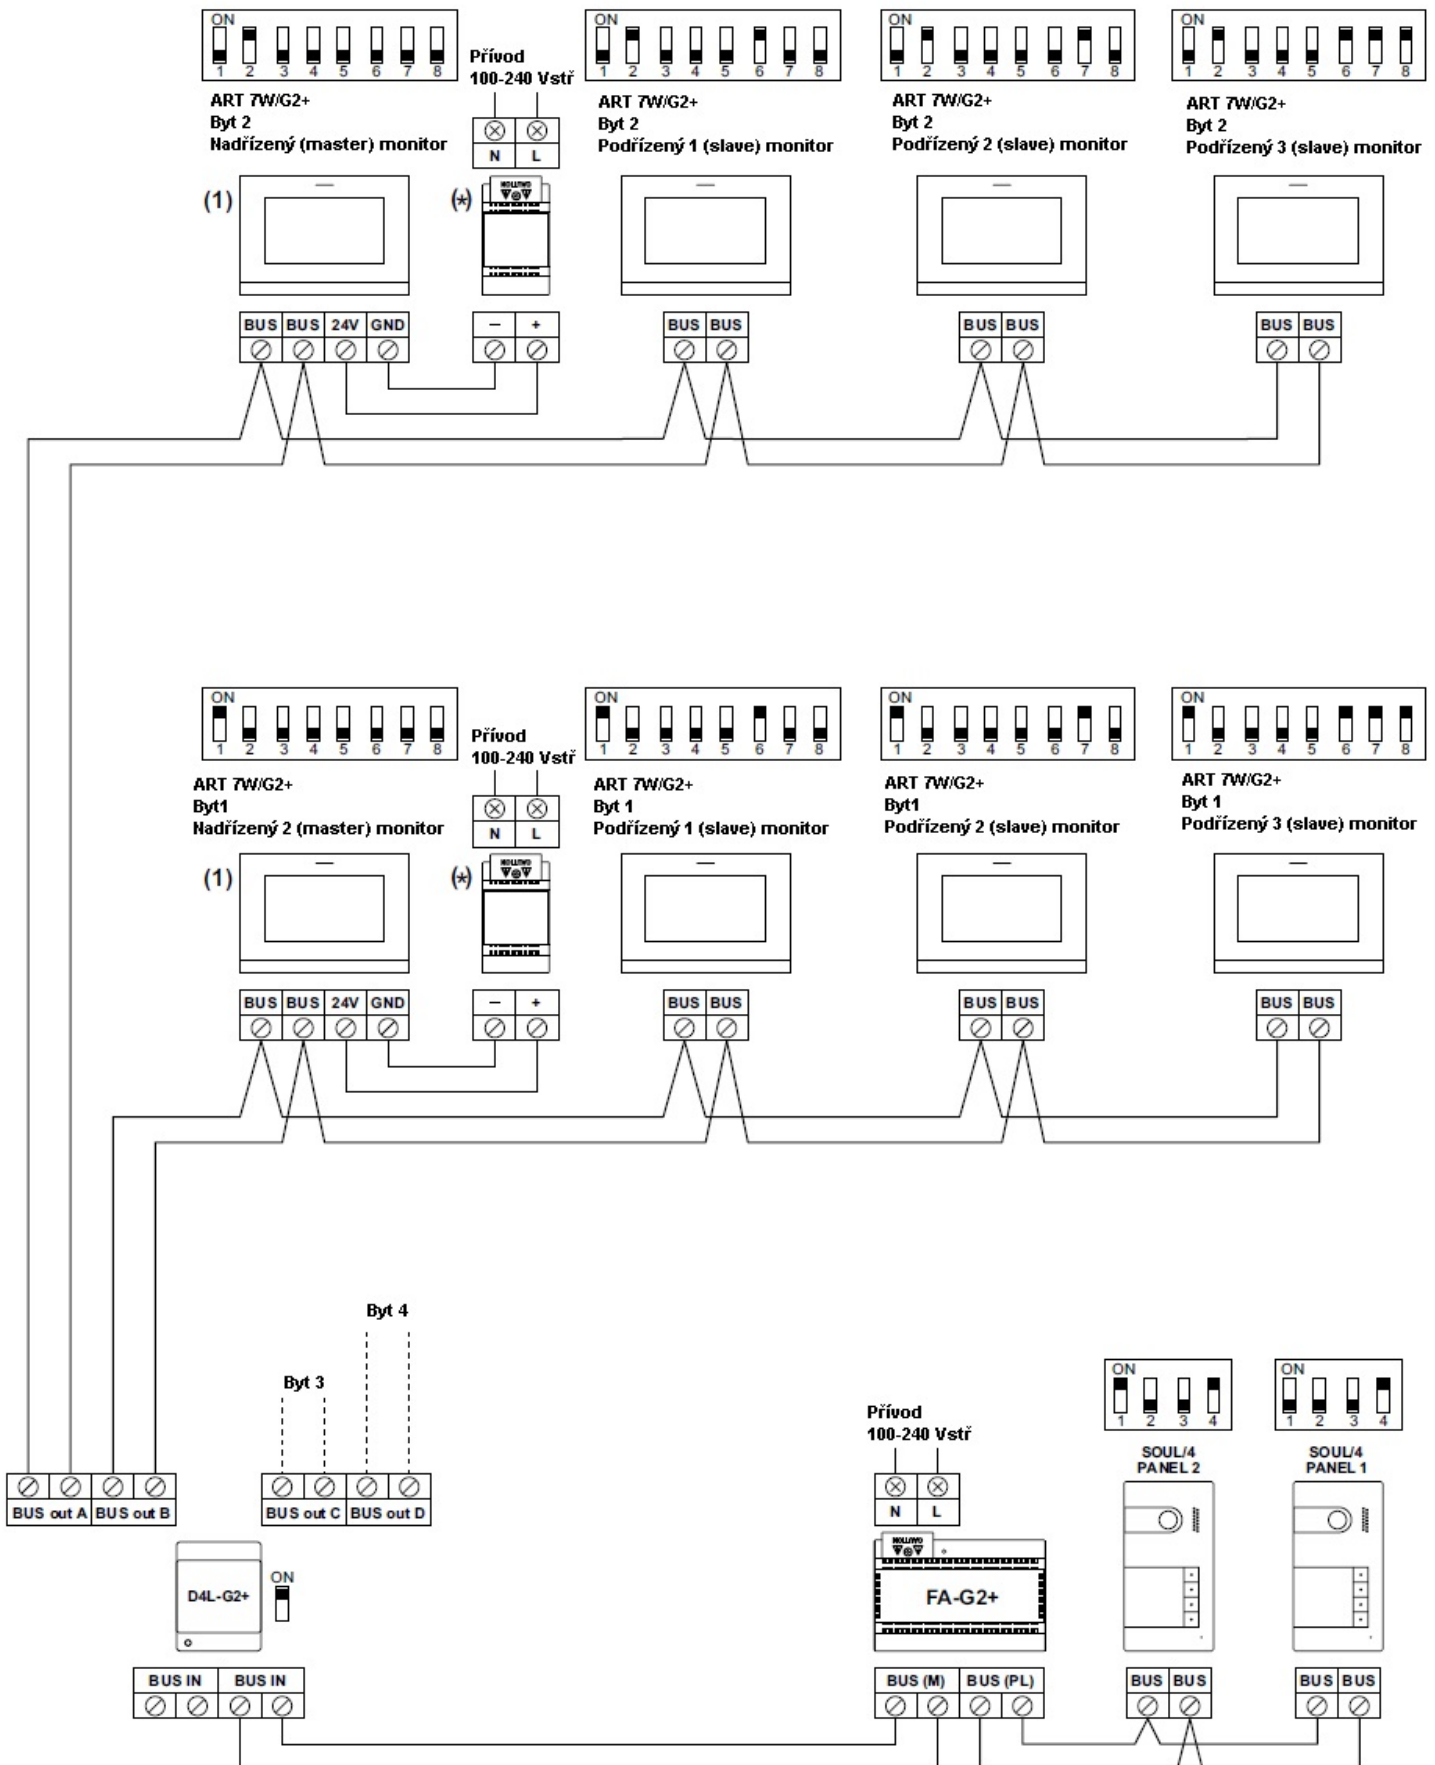 ON ON ON ON
1 2 3 4 5 6 7 8 1 2 3 4 5 6 7 8 1 2 3 4 5 6 7 8 1 2 3 4 5 6 7 8
Přívod
100-240 Vstř
ART 7W/G2+
Byt 2
Nadřízený (master) monitor
N L
ART 7W/G2+
Byt 2
Podřízený 1 (slave) monitor
ART 7W/G2+
Byt 2
Podřízený 2 (slave) monitor
ART 7W/G2+
Byt 2
Podřízený 3 (slave) monitor
(1) (*)
BUS BUS 24V GND − + BUS BUS BUS BUS BUS BUS
ON ON ON ON
1 2 3 4 5 6 7 8 1 2 3 4 5 6 7 8 1 2 3 4 5 6 7 8 1 2 3 4 5 6 7 8
Přívod
100-240 Vstř
ART 7W/G2+
Byt1
Nadřízený 2 (master) monitor
N L
ART 7W/G2+
Byt 1
Podřízený 1 (slave) monitor
ART 7W/G2+
Byt1
Podřízený 2 (slave) monitor
ART 7W/G2+
Byt 1
Podřízený 3 (slave) monitor
(1) (*)
BUS BUS 24V GND − + BUS BUS BUS BUS BUS BUS
Byt 4
Byt 3
ON ON
1 2 3 4 1 2 3 4
Přívod
100-240 Vstř
SOUL/4
PANEL 2
SOUL/4
PANEL 1
BUS out A BUS out B BUS out C BUS out D N L
ON
D4L-G2+ FA-G2+
BUS IN BUS IN BUS (M) BUS (PL) BUS BUS BUS BUS